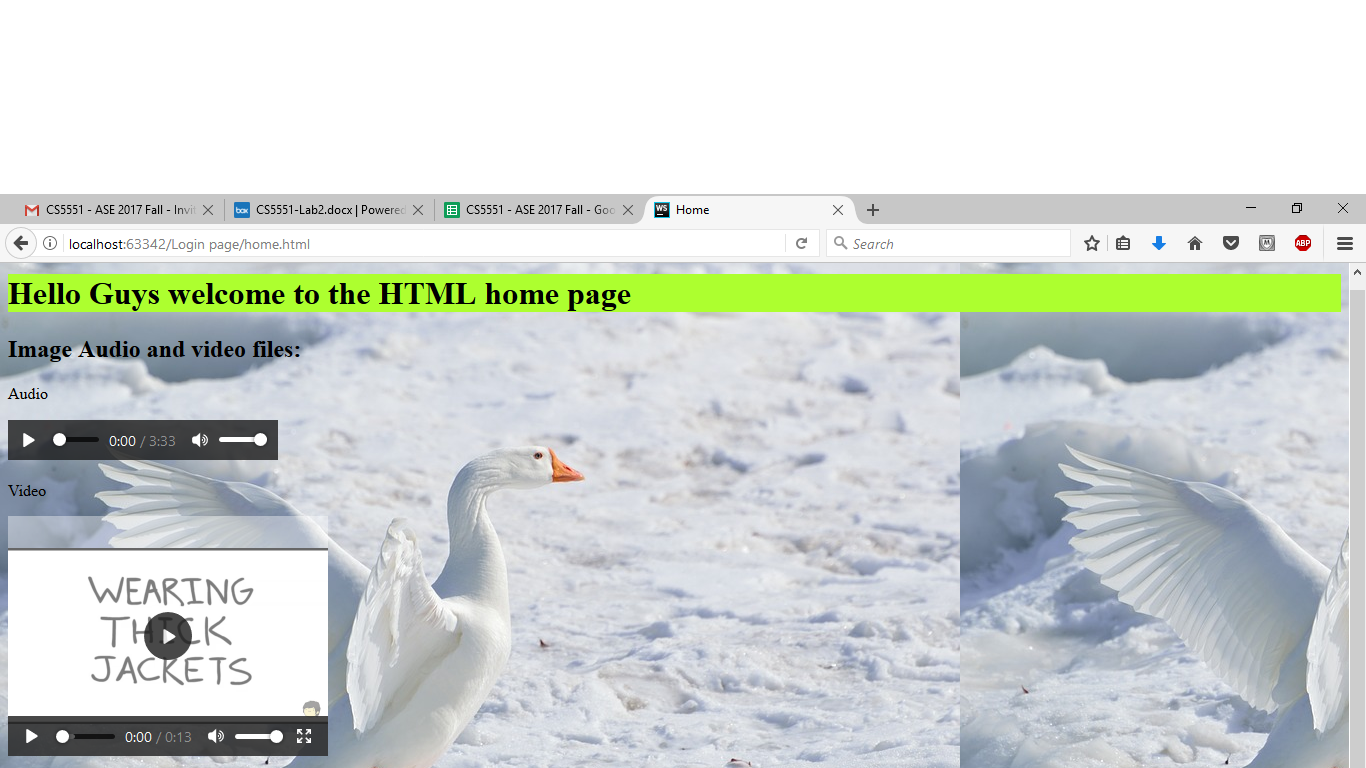 CS5551 - ASE 2017 Fall - Invi
box
CS5551-Lab2.docx | Powered
CS5551 - ASE 2017 Fall - Goo
WS
Home
localhost:63342/Login page/home.html
Search
M
ABP
Hello Guys welcome to the HTML home page
Image Audio and video files:
Audio
0:00 / 3:33
Video
WEARING
THICK
JACKETS
0:00 / 0:13